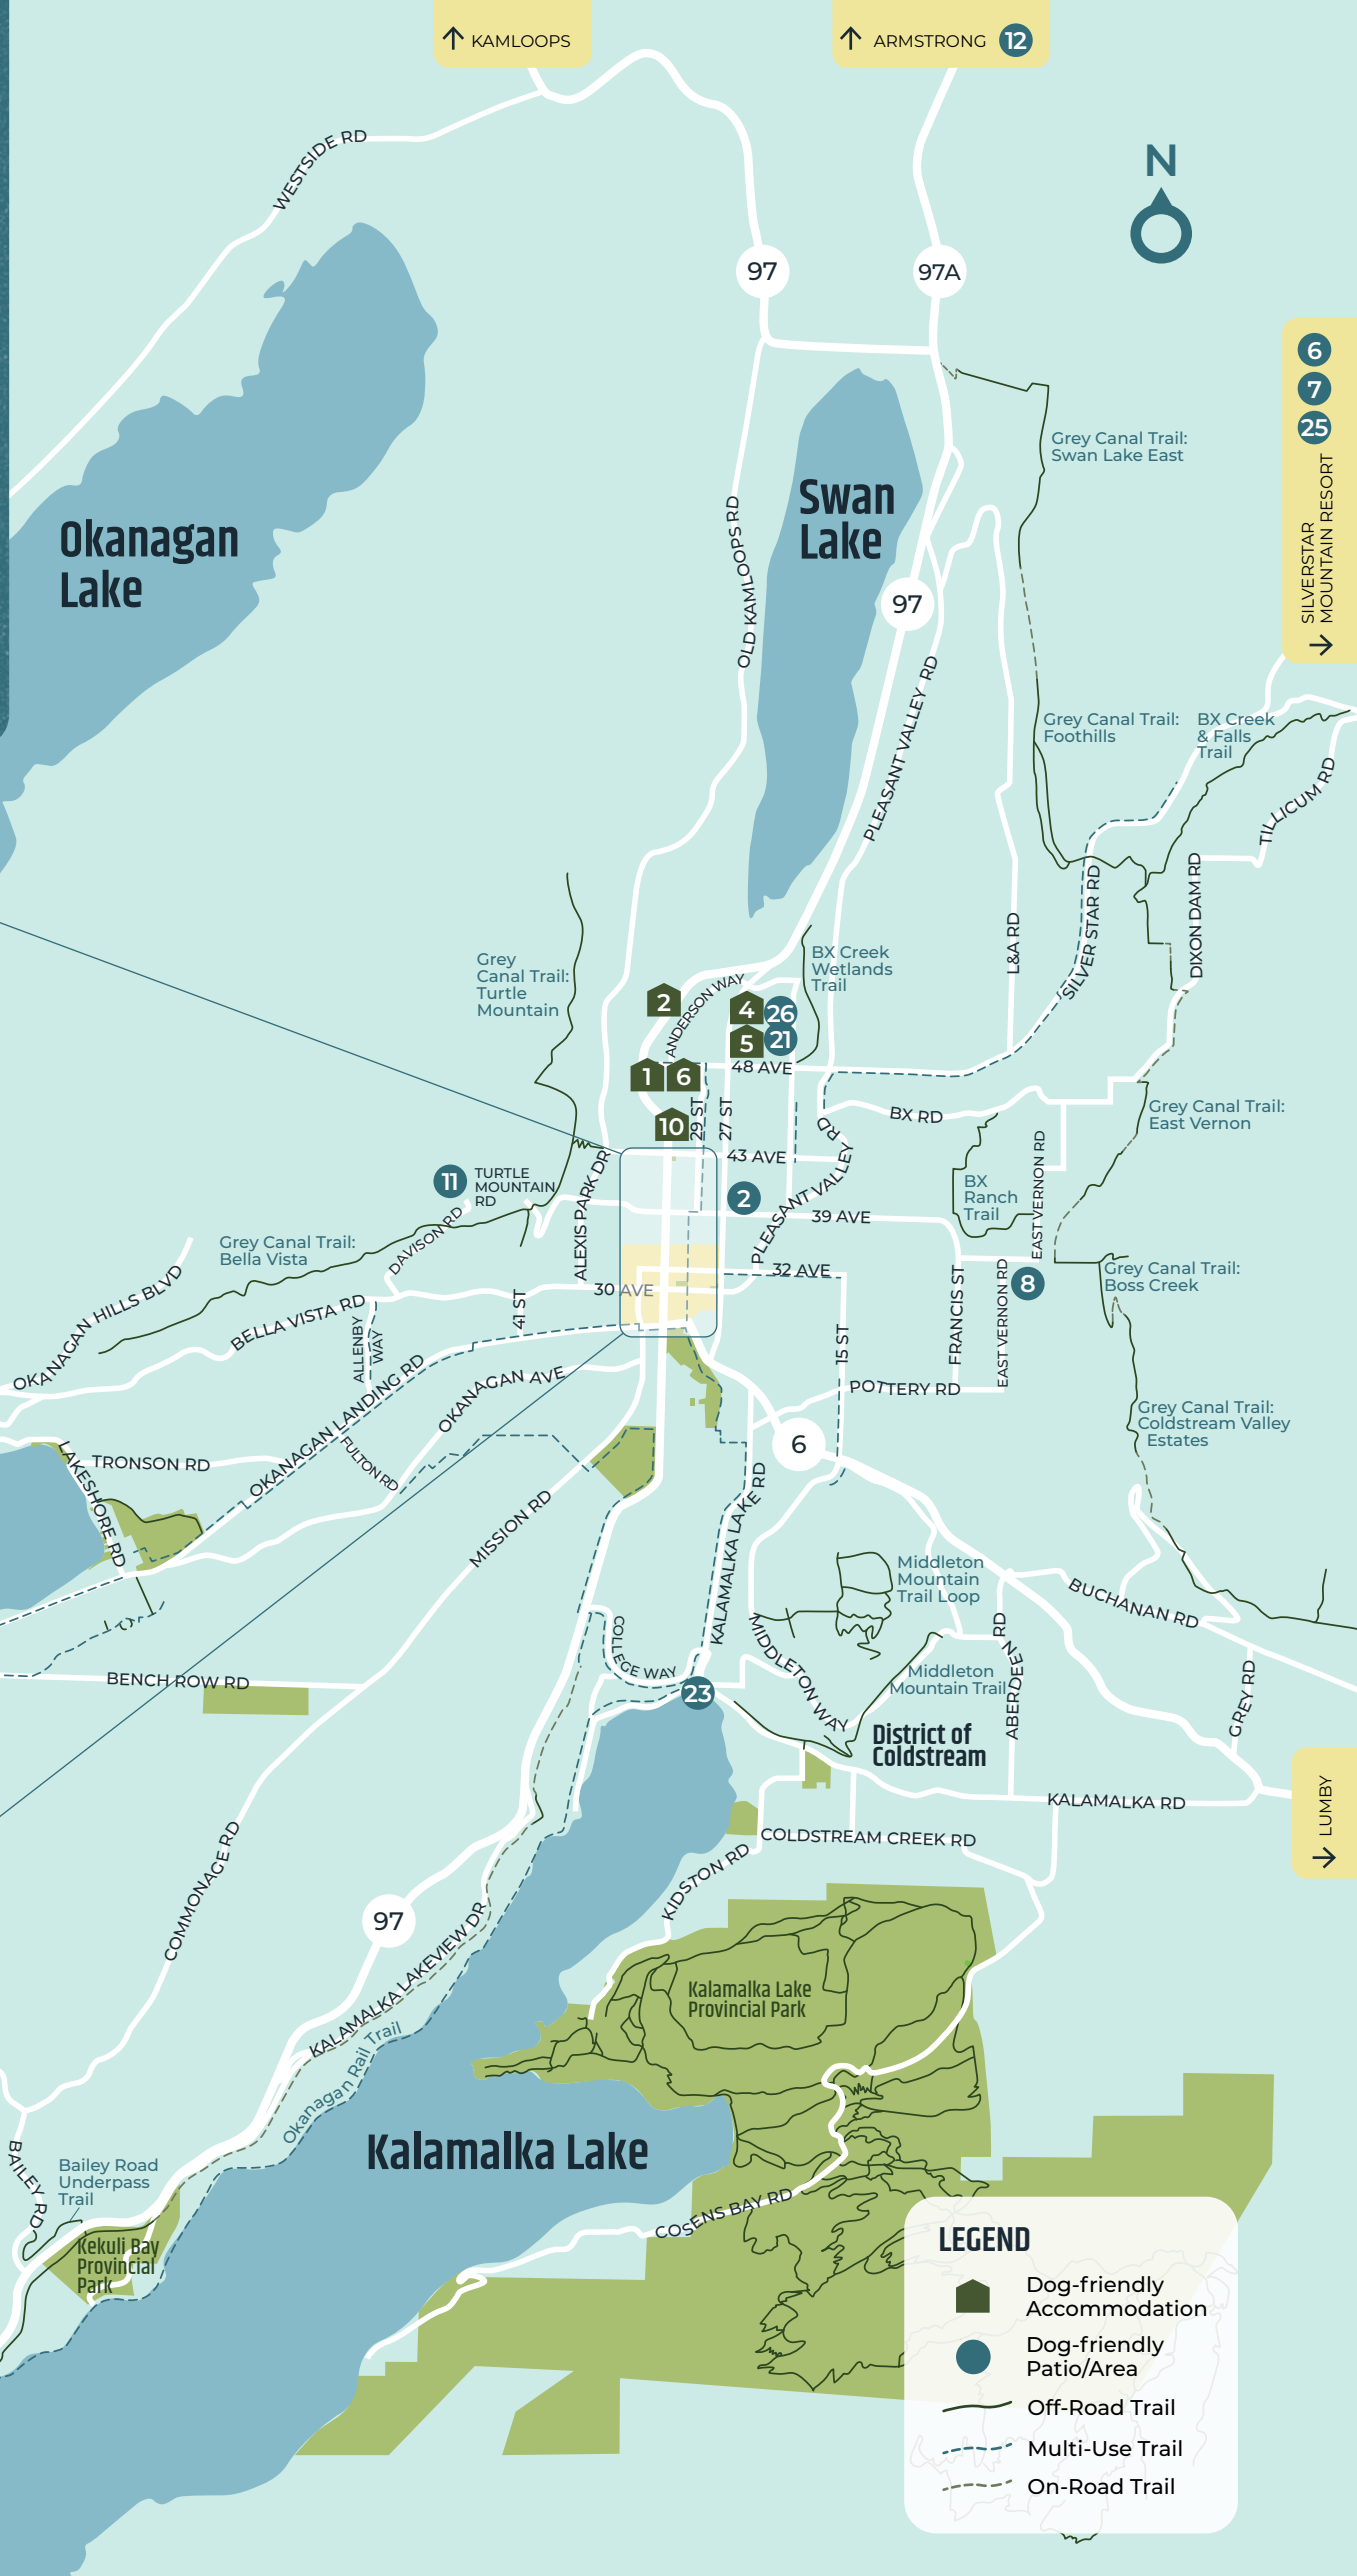 KAMLOOPS
ARMSTRONG 12
WESTSIDE RD
N
97
97A
6
7
25
SILVERSTAR
MOUNTAIN RESORT
Grey Canal Trail:
Swan Lake East
Okanagan
Lake
Swan
Lake
OLD KAMLOOPS RD
97
PLEASANT VALLEY RD
Grey Canal Trail:
Foothills
BX Creek
& Falls
Trail
TILLICUM RD
DIXON DAM RD
SILVER STAR RD
L&A RD
Grey
Canal Trail:
Turtle
Mountain
BX Creek
Wetlands
Trail
ANDERSON WAY
2
4
26
5
21
1
6
48 AVE
10
29 ST
27 ST
BX RD
RD
Grey Canal Trail:
East Vernon
43 AVE
PLEASANT VALLEY
EAST VERNON RD
11
TURTLE
MOUNTAIN
RD
ALEXIS PARK DR
2
39 AVE
BX
Ranch
Trail
DAVISON RD
Grey Canal Trail:
Bella Vista
32 AVE
30 AVE
8
Grey Canal Trail:
Boss Creek
OKANAGAN HILLS BLVD
BELLA VISTA RD
41 ST
ALLENBY
WAY
15 ST
FRANCIS ST
EAST VERNON RD
POTTERY RD
OKANAGAN LANDING RD
OKANAGAN AVE
Grey Canal Trail:
Coldstream Valley
Estates
6
TRONSON RD
LAKESHORE RD
FULTON RD
MISSION RD
KALAMALKA LAKE RD
Middleton
Mountain
Trail Loop
BUCHANAN RD
COLLEGE WAY
MIDDLETON WAY
Middleton
Mountain Trail
ABERDEEN RD
GREY RD
BENCH ROW RD
23
District of
Coldstream
KALAMALKA RD
LUMBY
COLDSTREAM CREEK RD
KIDSTON RD
COMMONAGE RD
97
KALAMALKA LAKEVIEW DR
Okanagan Rail Trail
Kalamalka Lake
Provincial Park
Kalamalka Lake
BAILEY RD
Bailey Road
Underpass
Trail
COSENS BAY RD
Kekuli Bay
Provincial
Park
LEGEND
Dog-friendly
Accommodation
Dog-friendly
Patio/Area
Off-Road Trail
Multi-Use Trail
On-Road Trail